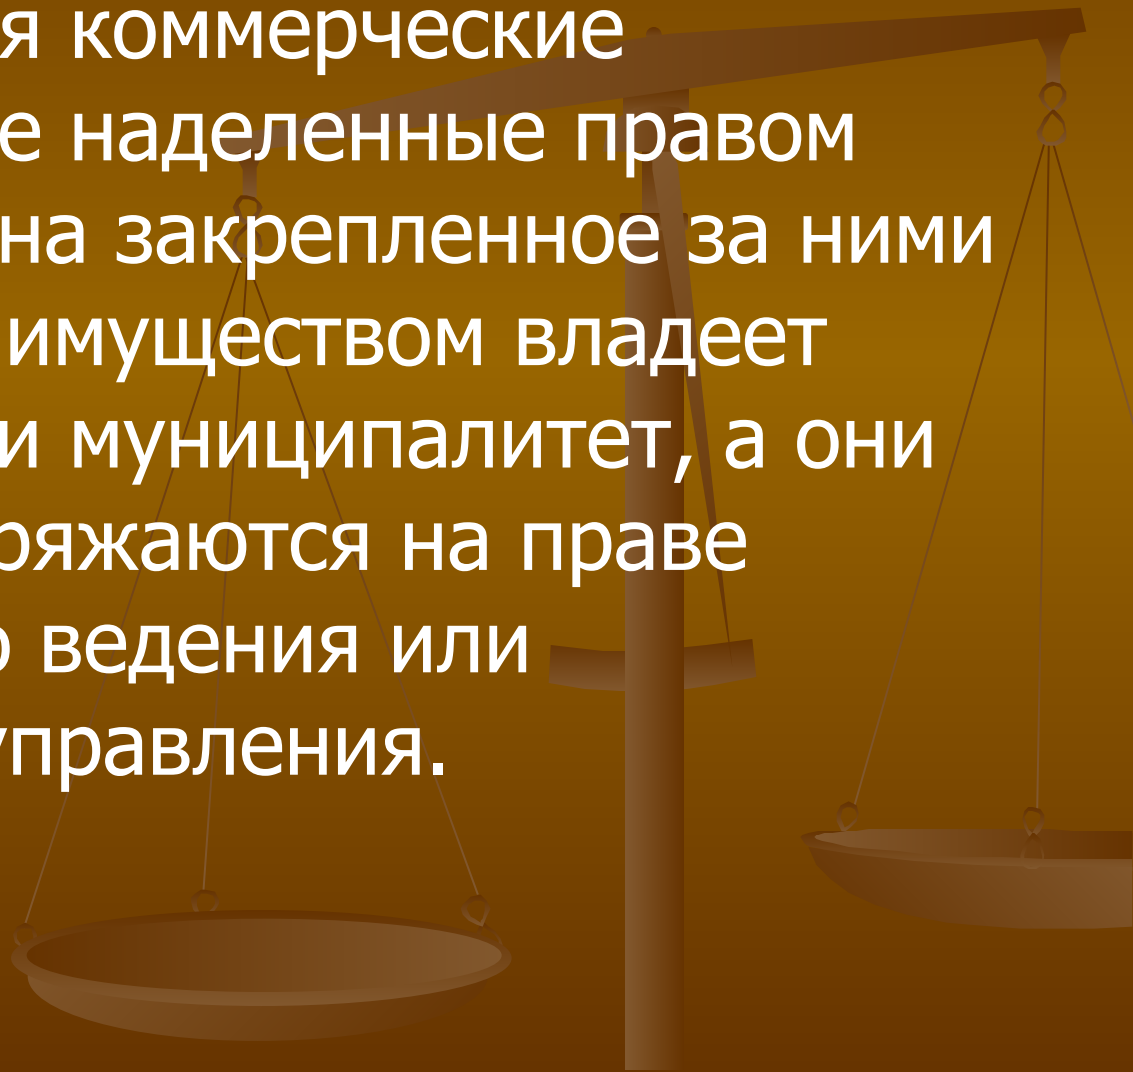 я коммерческие
е наделенные правом
на закрепленное за ними
имуществом владеет
и муниципалитет, а они
ряжаются на праве
о ведения или
управления.